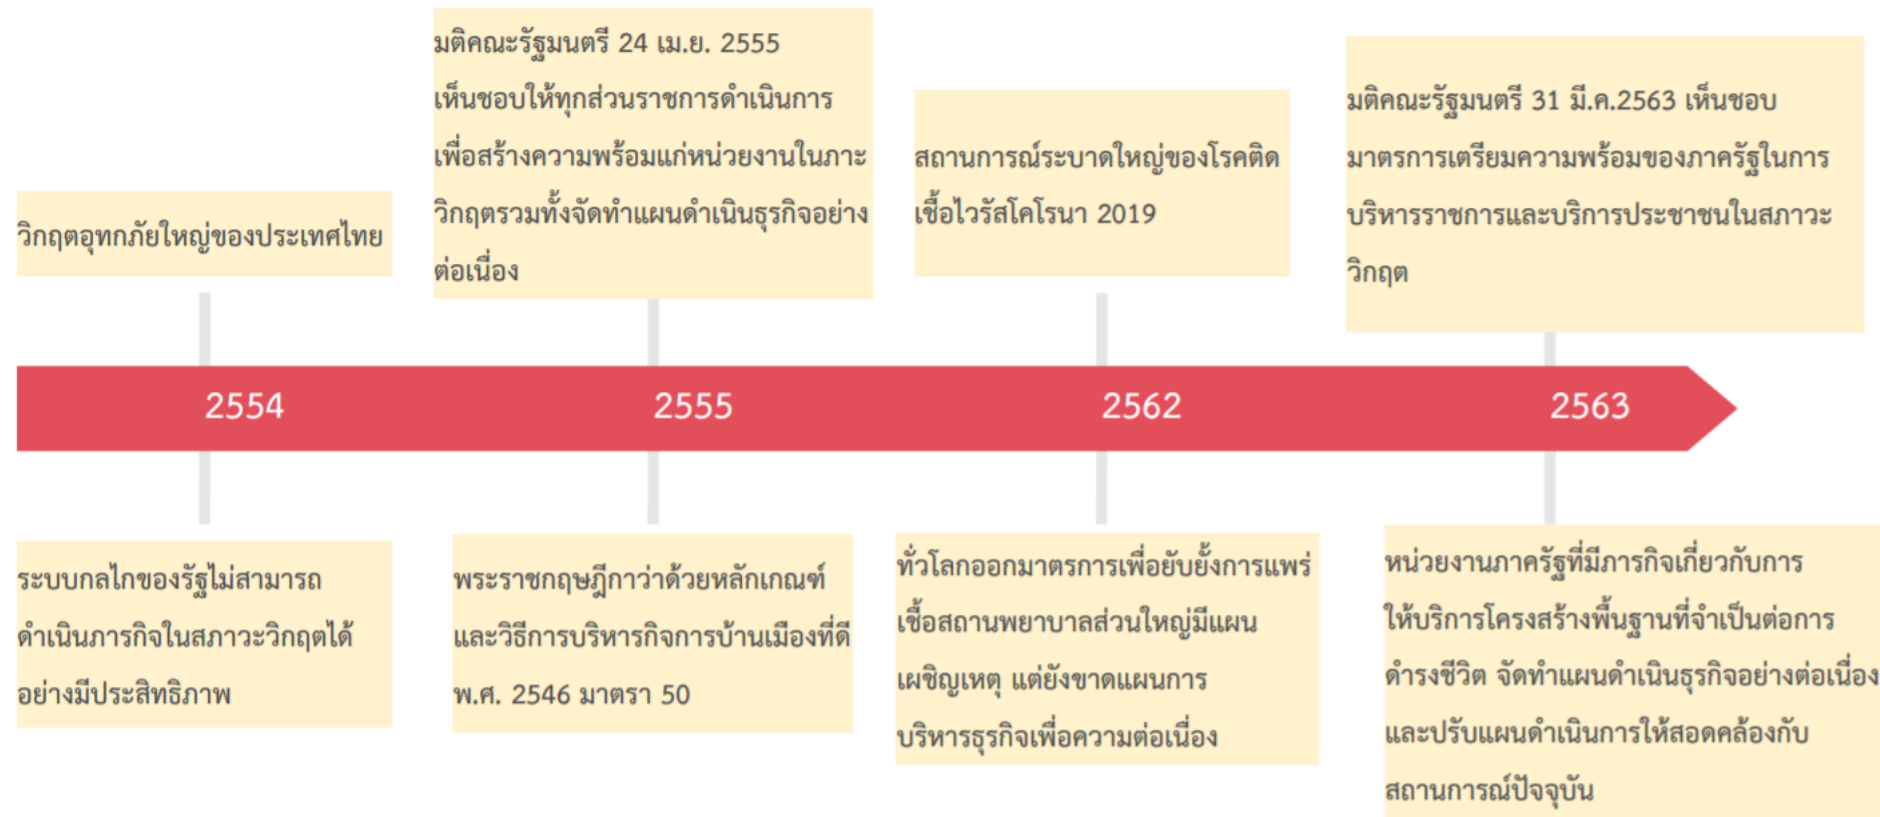 วิกฤตอุทกภัยใหญ่ของประเทศไทย
มติคณะรัฐมนตรี 24 เม.ย. 2555
เห็นชอบให้ทุกส่วนราชการดำเนินการ
เพื่อสร้างความพร้อมแก่หน่วยงานในภาะ
วิกฤตรวมทั้งจัดทำแผนดำเนินธุรกิจอย่าง
ต่อเนื่อง
สถานการณ์ระบาดใหญ่ของโรคติด
เชื้อไวรัสโคโรนา 2019
มติคณะรัฐมนตรี 31 มี.ค.2563 เห็นชอบ
มาตรการเตรียมความพร้อมของภาครัฐในการ
บริหารราชการและบริการประชาชนในสภาวะ
วิกฤต
2554
2555
2562
2563
ระบบกลไกของรัฐไม่สามารถ
ดำเนินภารกิจในสภาวะวิกฤตได้
อย่างมีประสิทธิภาพ
พระราชกฤษฎีกาว่าด้วยหลักเกณฑ์
และวิธีการบริหารกิจการบ้านเมืองที่ดี
พ.ศ. 2546 มาตรา 50
ทั่วโลกออกมาตรการเพื่อยับยั้งการแพร่
เชื้อสถานพยาบาลส่วนใหญ่มีแผน
เผชิญเหตุ แต่ยังขาดแผนการ
บริหารธุรกิจเพื่อความต่อเนื่อง
หน่วยงานภาครัฐที่มีภารกิจเกี่ยวกับการ
ให้บริการโครงสร้างพื้นฐานที่จำเป็นต่อการ
ดำรงชีวิต จัดทำแผนดำเนินธุรกิจอย่างต่อเนื่อง
และปรับแผนดำเนินการให้สอดคล้องกับ
สถานการณ์ปัจจุบัน